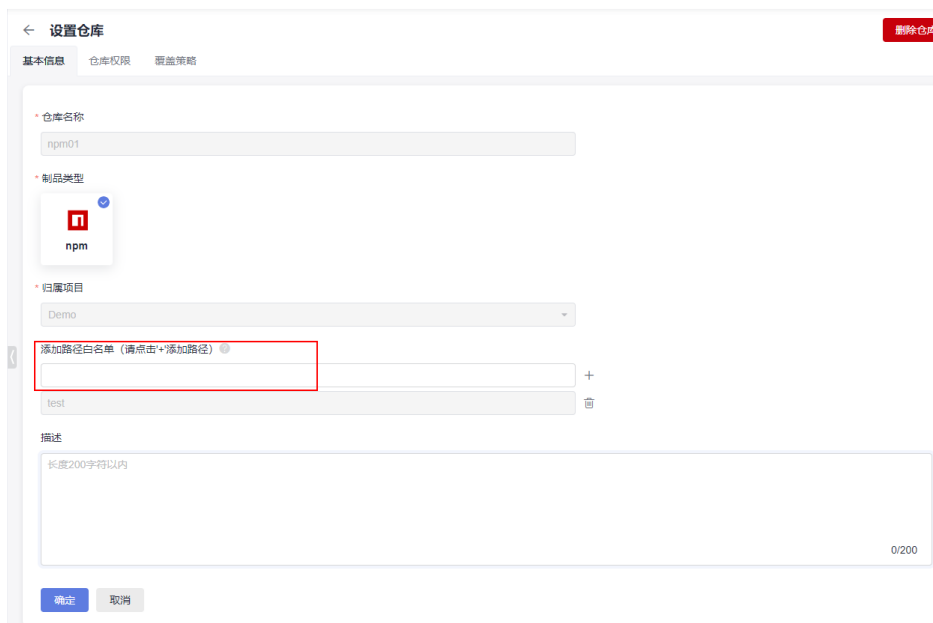 设置仓库
删除仓库
基本信息 仓库权限 覆盖策略
* 仓库名称
npm01
* 制品类型
npm
* 归属项目
Demo
添加路径白名单（请点击'+'添加路径）
test
描述
长度200字符以内
0/200
确定 取消